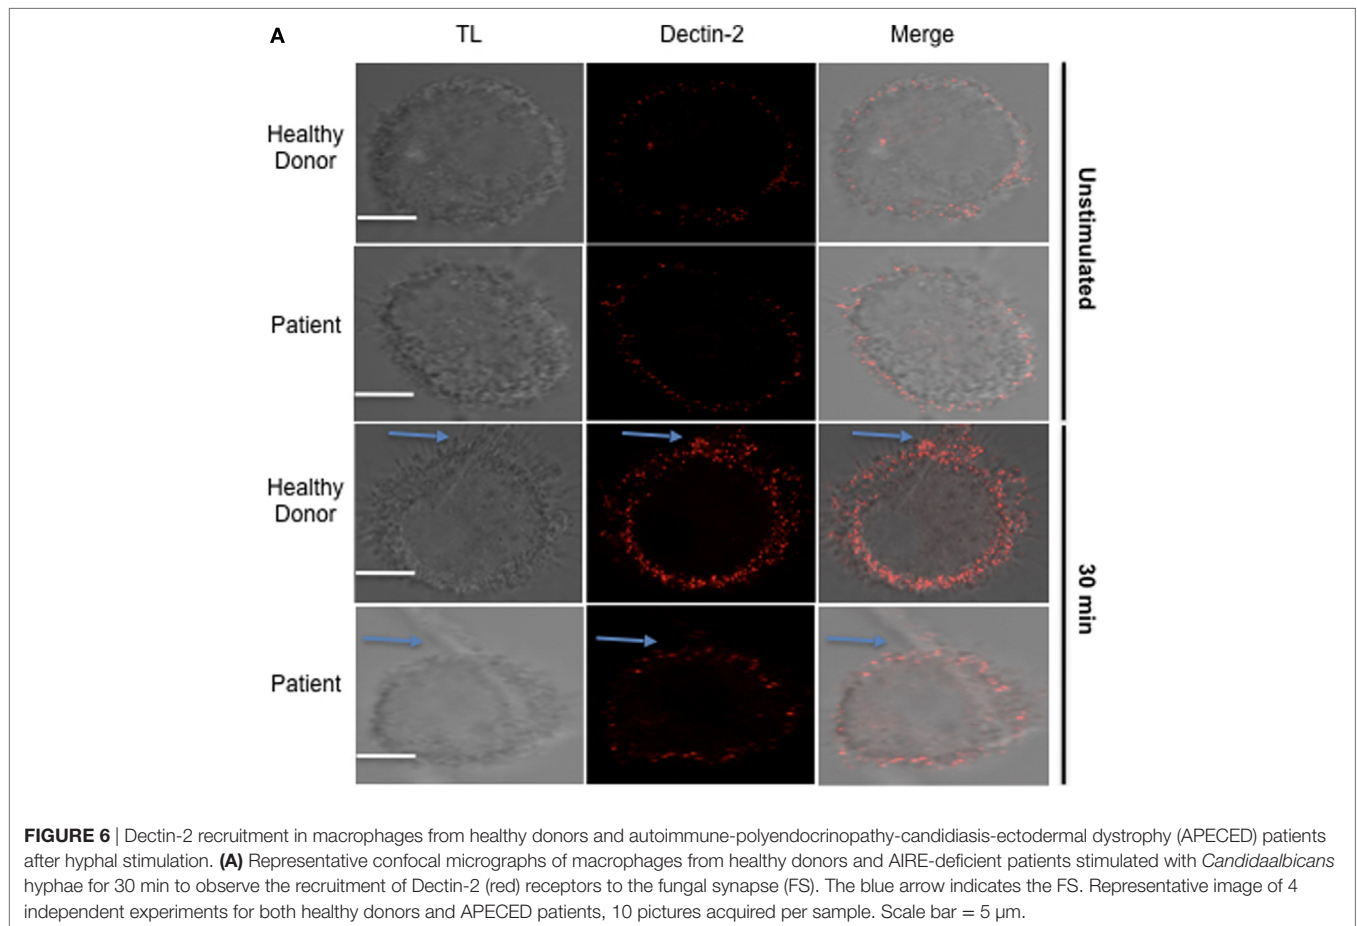 A
TL Dectin-2 Merge
Healthy
Donor
Unstimulated
Patient
Healthy
Donor
30 min
Patient
FIGURE 6 | Dectin-2 recruitment in macrophages from healthy donors and autoimmune-polyendocrinopathy-candidiasis-ectodermal dystrophy (APECED) patients
after hyphal stimulation. (A) Representative confocal micrographs of macrophages from healthy donors and AIRE-deficient patients stimulated with Candidaalbicans
hyphae for 30 min to observe the recruitment of Dectin-2 (red) receptors to the fungal synapse (FS). The blue arrow indicates the FS. Representative image of 4
independent experiments for both healthy donors and APECED patients, 10 pictures acquired per sample. Scale bar = 5 µm.